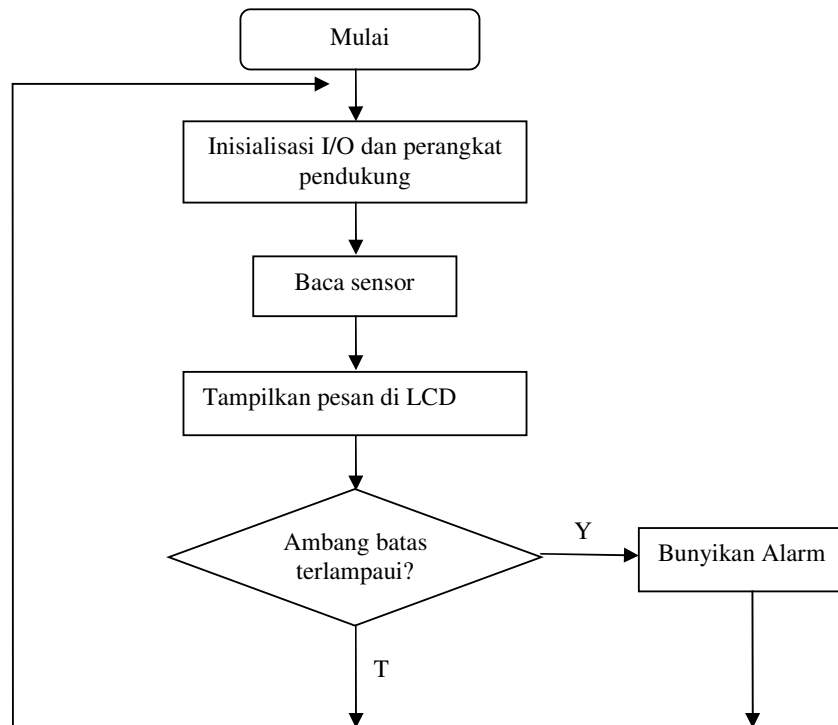 Mulai
Inisialisasi I/O dan perangkat
pendukung
Baca sensor
Tampilkan pesan di LCD
Ambang batas
terlampaui?
Y
Bunyikan Alarm
T